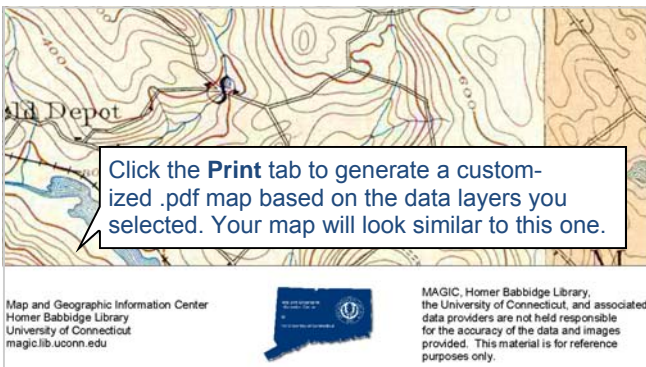 400
600
ld Depot
Click the Print tab to generate a custom-
ized .pdf map based on the data layers you
selected. Your map will look similar to this one.
M
Map and Geographic Information Center
Homer Babbidge Library
University of Connecticut
magic.lib.uconn.edu
MAGIC, Homer Babbidge Library,
the University of Connecticut, and associated
data providers are not held responsible
for the accuracy of the data and images
provided. This material is for reference
purposes only.